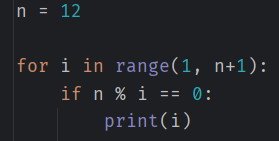 n = 12

for i in range(1, n+1):
    if n % i == 0:
        print(i)